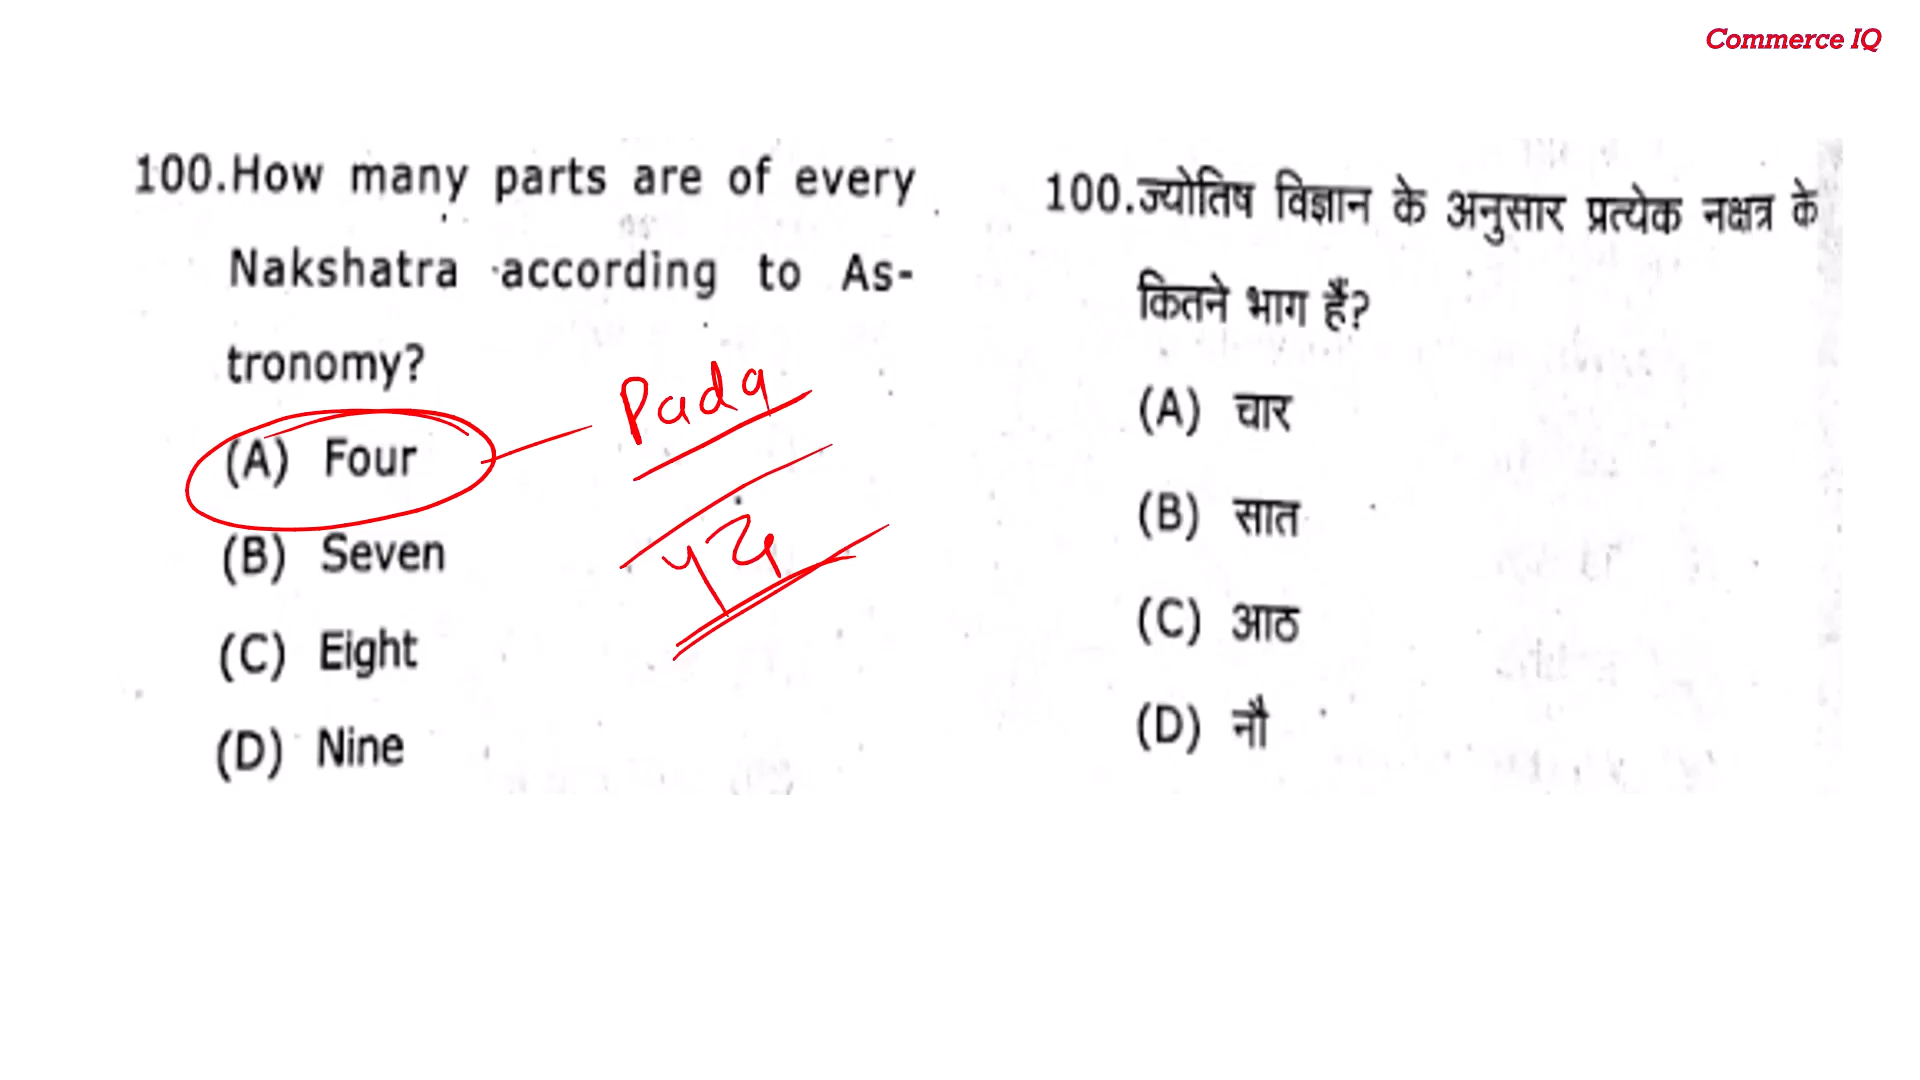 Commerce IQ
100.How many parts are of every
Nakshatra according to As-
tronomy?
(A) Four
(B) Seven
(C) Eight
(D) Nine
Pada
100.ज्योतिष विज्ञान के अनुसार प्रत्येक नक्षत्र के
कितने भाग हैं?
(A) चार
(B) सात
(C) आठ
(D) नौ